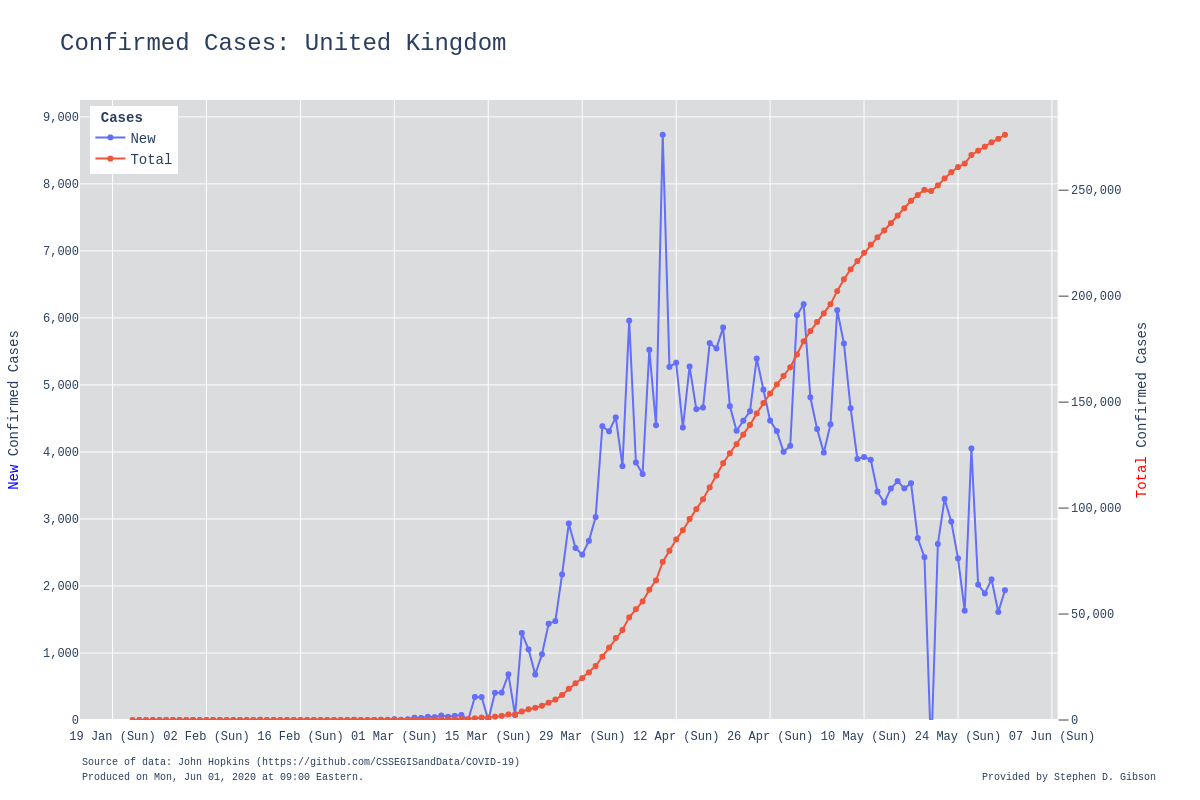 Confirmed Cases: United Kingdom
Cases
New
Total
9,000
8,000
7,000
6,000
5,000
4,000
3,000
2,000
1,000
0
New Confirmed Cases
250,000
200,000
150,000
100,000
50,000
0
Total Confirmed Cases
19 Jan (Sun) 02 Feb (Sun) 16 Feb (Sun) 01 Mar (Sun) 15 Mar (Sun) 29 Mar (Sun) 12 Apr (Sun) 26 Apr (Sun) 10 May (Sun) 24 May (Sun) 07 Jun (Sun)
Source of data: John Hopkins (https://github.com/CSSEGISandData/COVID-19)
Produced on Mon, Jun 01, 2020 at 09:00 Eastern.
Provided by Stephen D. Gibson